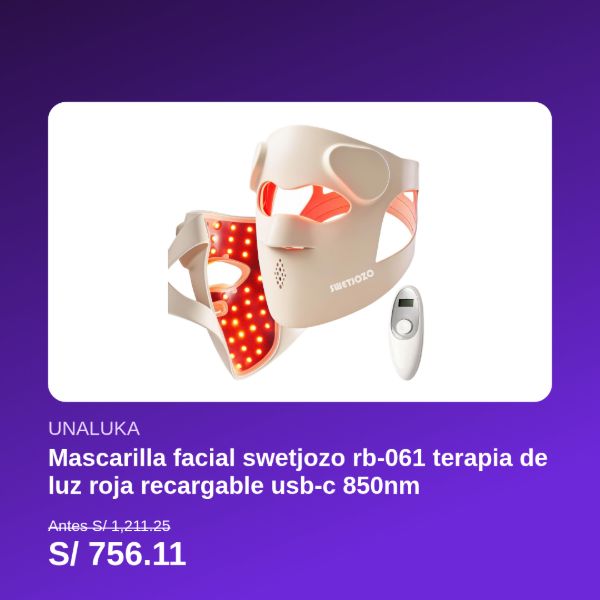 SWETJOZO
UNALUKA
Mascarilla facial swetjozo rb-061 terapia de
luz roja recargable usb-c 850nm
Antes S/ 1,211.25
S/ 756.11